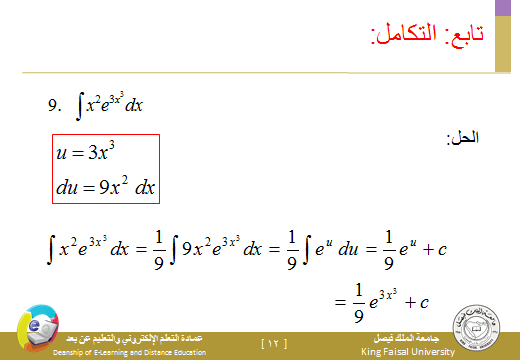 تابع: التكامل:
9. ∫x²e^{3x³}dx
الحل:
u = 3x³
du = 9x² dx
∫x²e^{3x³}dx = 1/9 ∫9x²e^{3x³}dx = 1/9 ∫e^u du = 1/9 e^u + c
= 1/9 e^{3x³} + c
جامعة الملك فيصل
King Faisal University
[ ١٢ ]
عمادة التعلم الإلكتروني والتعليم عن بعد
Deanship of E-Learning and Distance Education